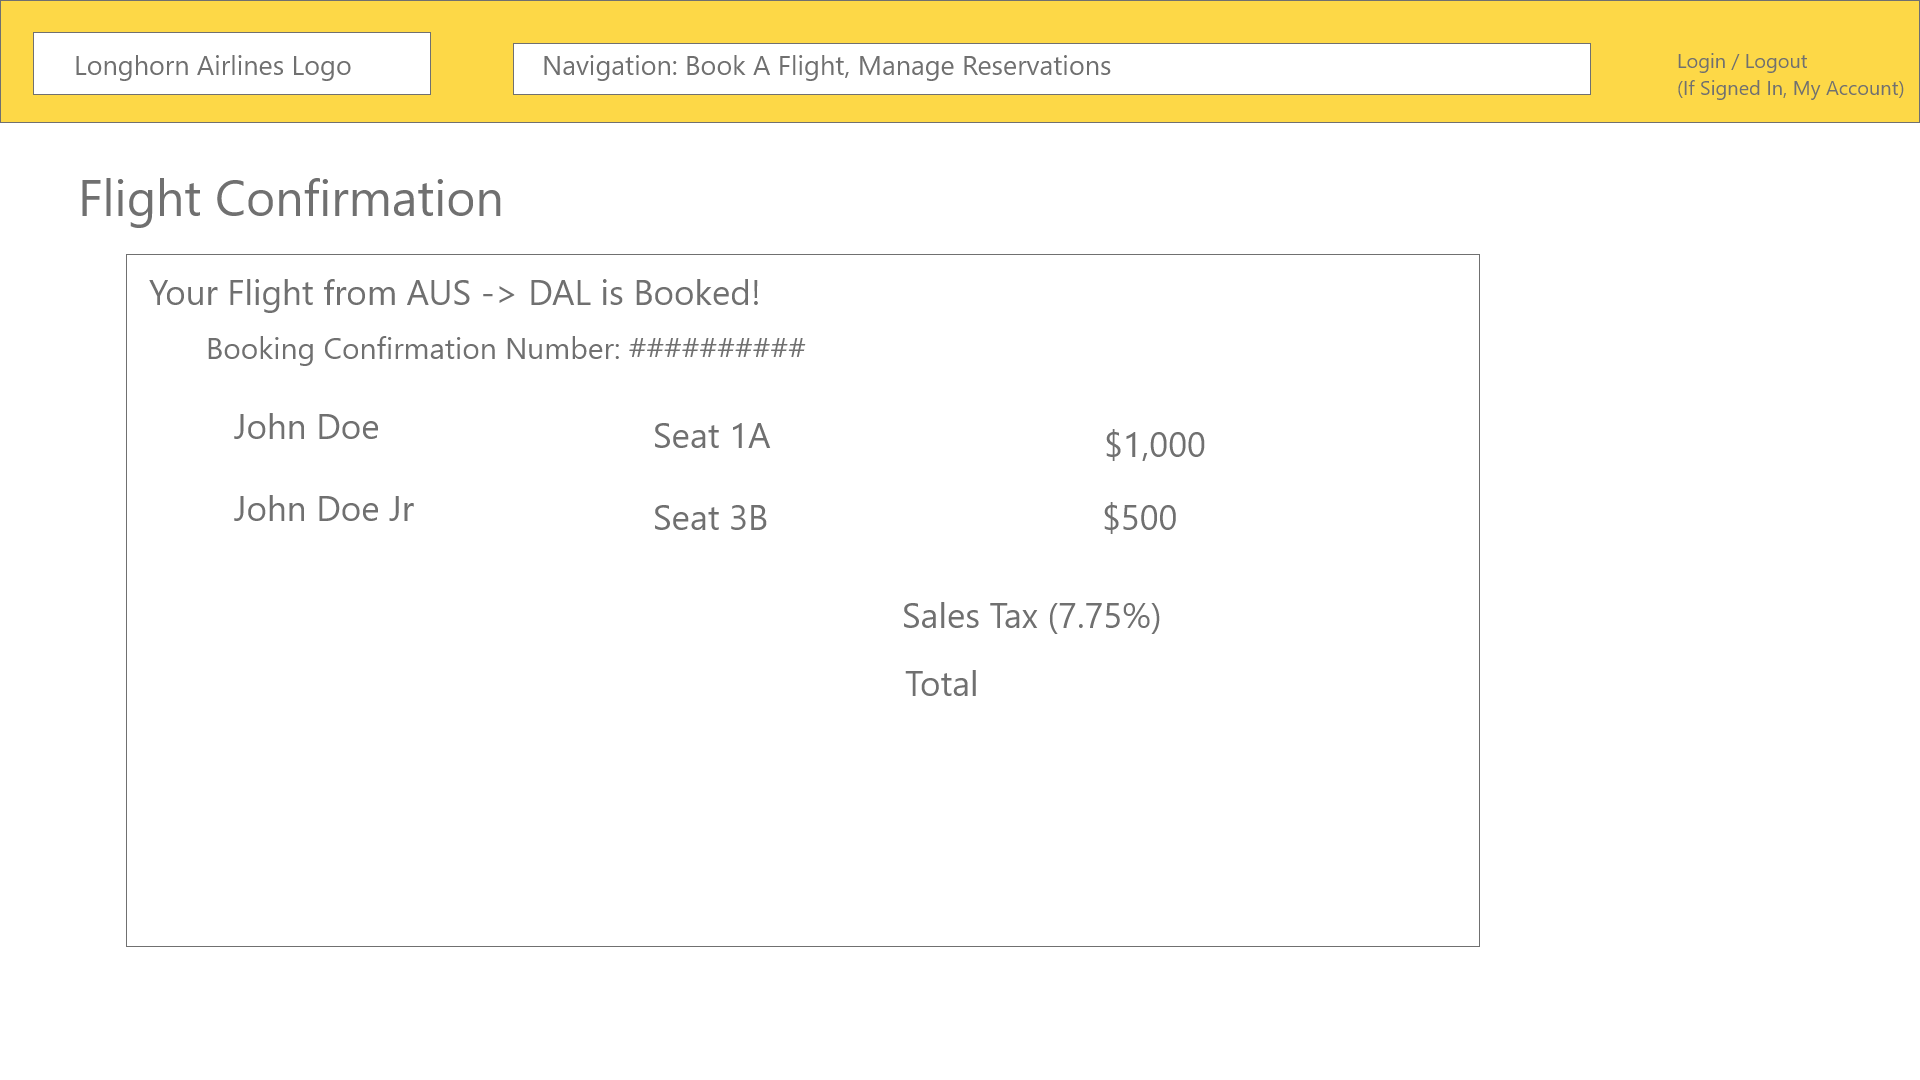 Longhorn Airlines Logo
Navigation: Book A Flight, Manage Reservations
Login / Logout
(If Signed In, My Account)
Flight Confirmation
Your Flight from AUS -> DAL is Booked!
Booking Confirmation Number: ##########
John Doe Seat 1A $1,000
John Doe Jr Seat 3B $500
Sales Tax (7.75%)
Total